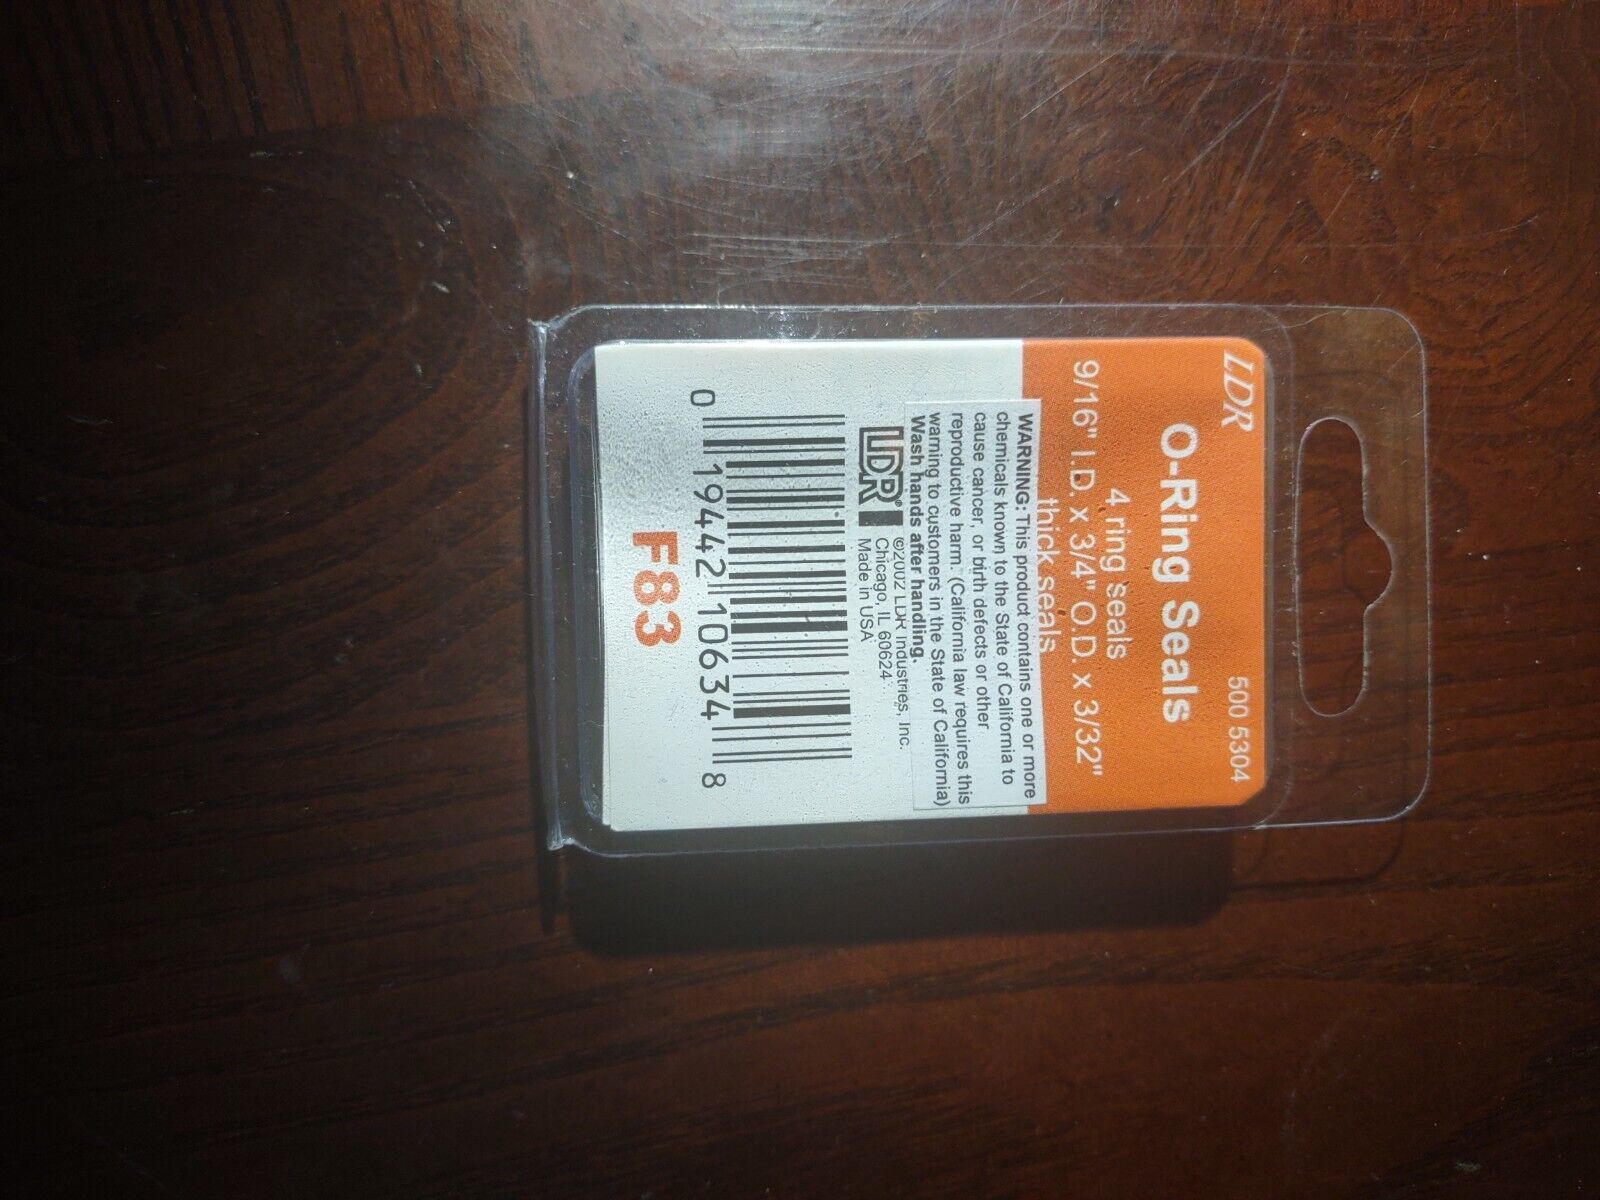 LDR 500 5304
O-Ring Seals
4 ring seals
9/16" I.D. x 3/4" O.D. x 3/32"
thick seals
WARNING: This product contains one or more
chemicals known to the State of California to
cause cancer, or birth defects or other
reproductive harm. (California law requires this
warning to customers in the State of California)
Wash hands after handling.
LDR® ©2002 LDR Industries, Inc.
Chicago, IL 60624
Made in USA
0 19442 10634 8
F83